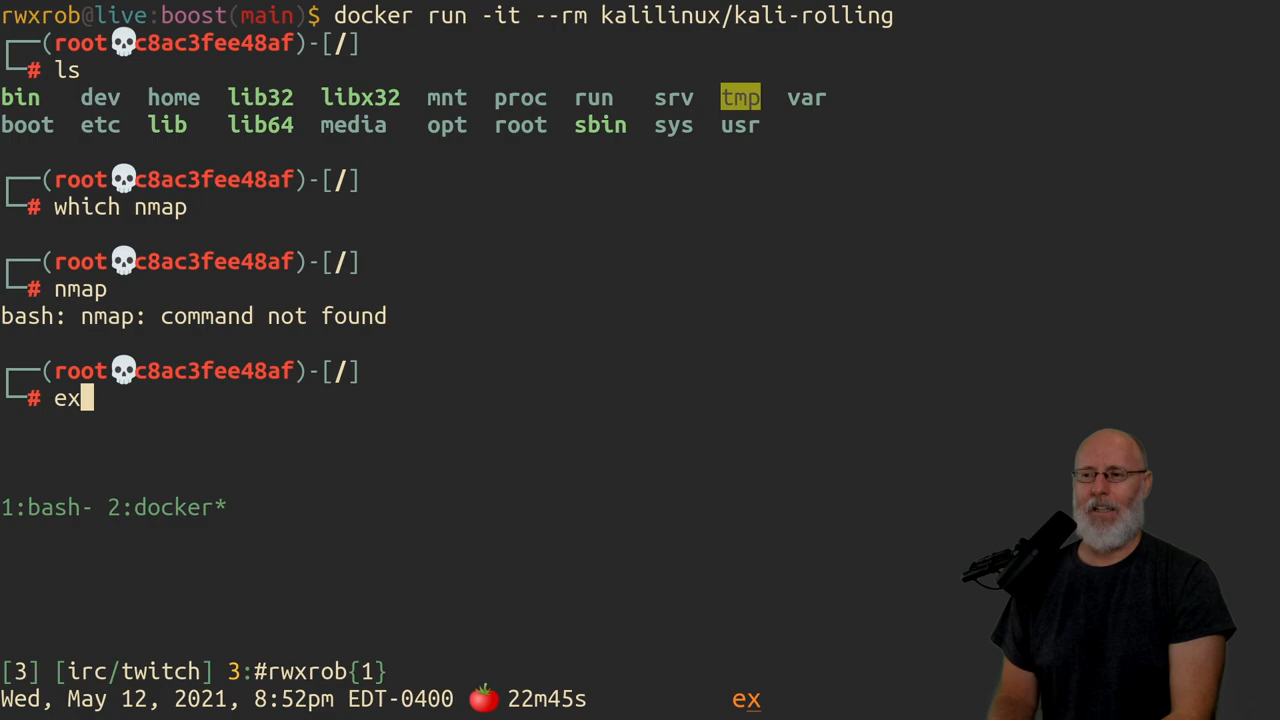 rwxrob@live:boost(main)$ docker run -it --rm kalilinux/kali-rolling
┌──(root💀c8ac3fee48af)-[/]
└─# ls
bin   dev  home  lib32  libx32  mnt  proc  run   srv  tmp  var
boot  etc  lib   lib64  media   opt  root  sbin  sys  usr
┌──(root💀c8ac3fee48af)-[/]
└─# which nmap
┌──(root💀c8ac3fee48af)-[/]
└─# nmap
bash: nmap: command not found
┌──(root💀c8ac3fee48af)-[/]
└─# ex
1:bash- 2:docker*
[3] [irc/twitch] 3:#rwxrob{1}
Wed, May 12, 2021, 8:52pm EDT-0400 🍅 22m45s ex